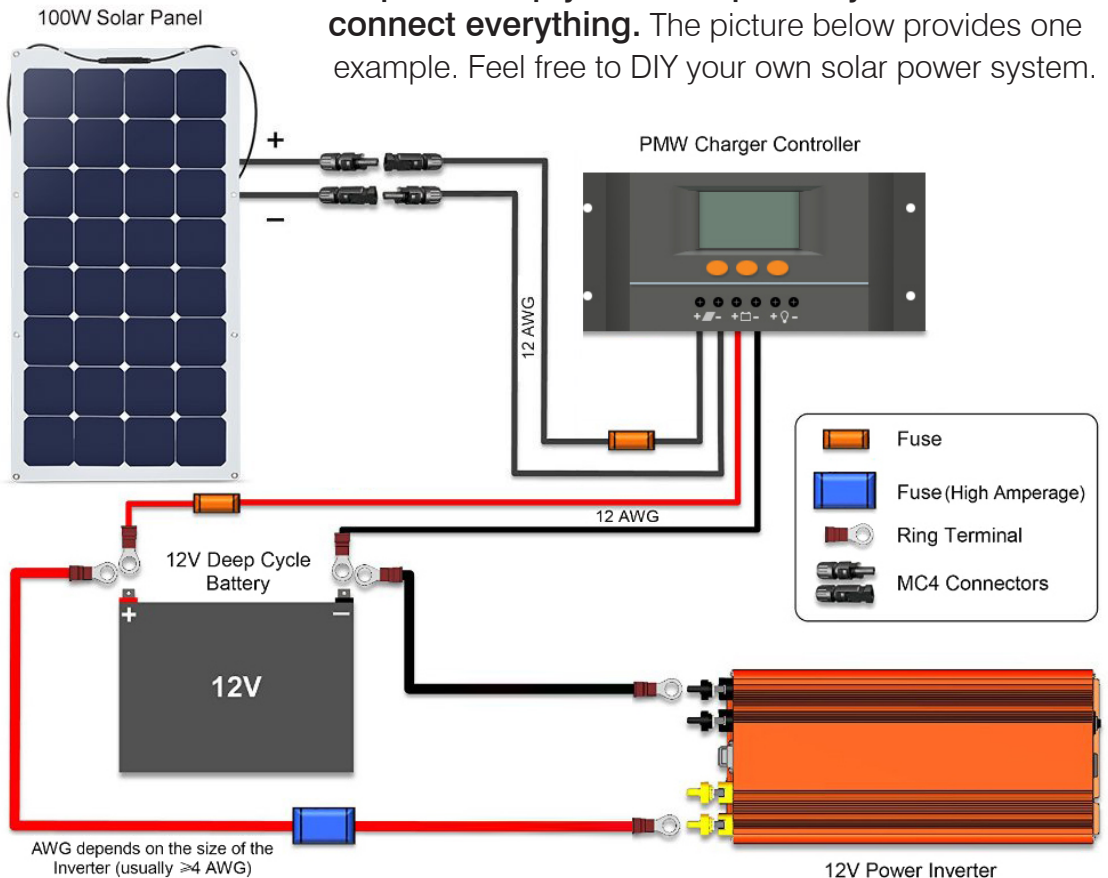 100W Solar Panel
connect everything. The picture below provides one
example. Feel free to DIY your own solar power system.
+
−
PMW Charger Controller
12 AWG
+ - + - + -
Fuse
Fuse (High Amperage)
Ring Terminal
MC4 Connectors
12 AWG
12V Deep Cycle
Battery
+ −
12V
AWG depends on the size of the
Inverter (usually ⩾4 AWG)
12V Power Inverter